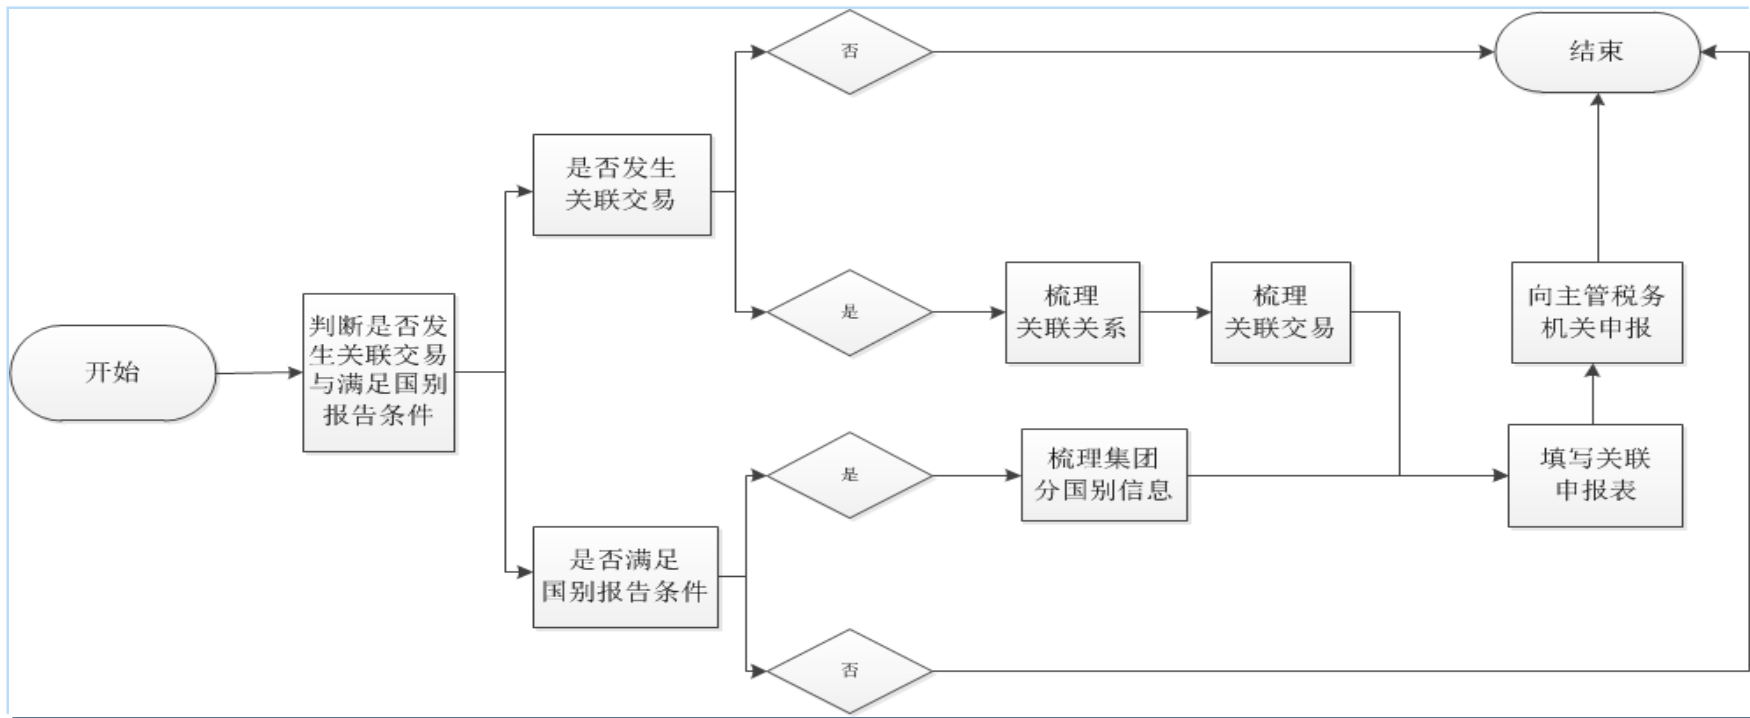 否
结束
是否发生
关联交易
是
梳理
关联关系
梳理
关联交易
向主管税务
机关申报
开始
判断是否发
生关联交易
与满足国别
报告条件
是
梳理集团
分国别信息
填写关联
申报表
是否满足
国别报告条件
否